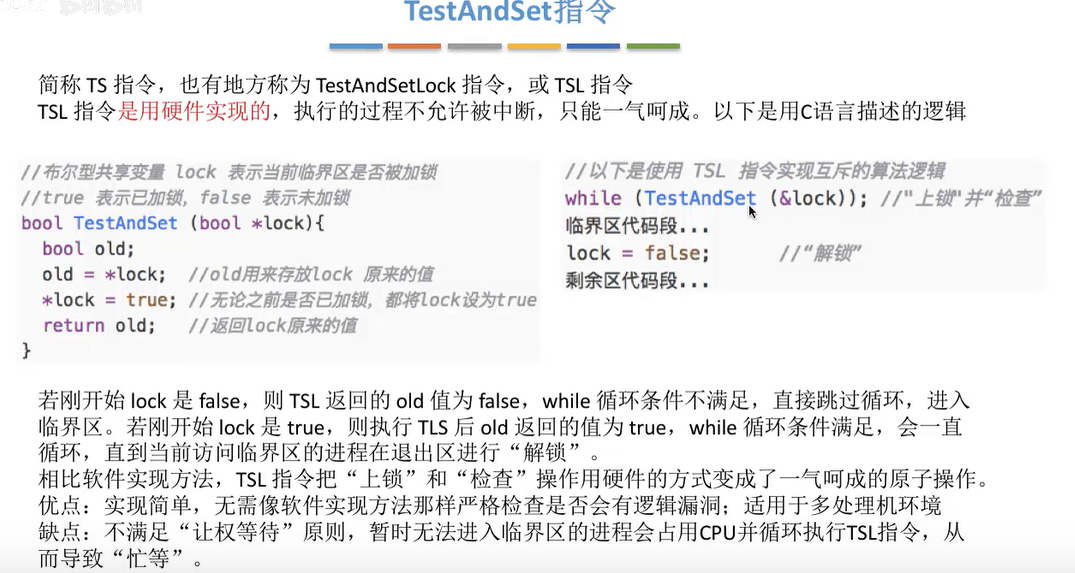 TestAndSet指令
简称 TS 指令，也有地方称为 TestAndSetLock 指令，或 TSL 指令
TSL 指令是用硬件实现的，执行的过程不允许被中断，只能一气呵成。以下是用C语言描述的逻辑
//布尔型共享变量 lock 表示当前临界区是否被加锁
//true 表示已加锁，false 表示未加锁
bool TestAndSet (bool *lock){
bool old;
old = *lock; //old用来存放lock 原来的值
*lock = true; //无论之前是否已加锁，都将lock设为true
return old; //返回lock原来的值
}
//以下是使用 TSL 指令实现互斥的算法逻辑
while (TestAndSet (&lock)); //"上锁"并“检查”
临界区代码段...
lock = false; //“解锁”
剩余区代码段...
若刚开始 lock 是 false，则 TSL 返回的 old 值为 false，while 循环条件不满足，直接跳过循环，进入
临界区。若刚开始 lock 是 true，则执行 TLS 后 old 返回的值为 true，while 循环条件满足，会一直
循环，直到当前访问临界区的进程在退出区进行“解锁”。
相比软件实现方法，TSL 指令把“上锁”和“检查”操作用硬件的方式变成了一气呵成的原子操作。
优点：实现简单，无需像软件实现方法那样严格检查是否会有逻辑漏洞；适用于多处理机环境
缺点：不满足“让权等待”原则，暂时无法进入临界区的进程会占用CPU并循环执行TSL指令，从
而导致“忙等”。